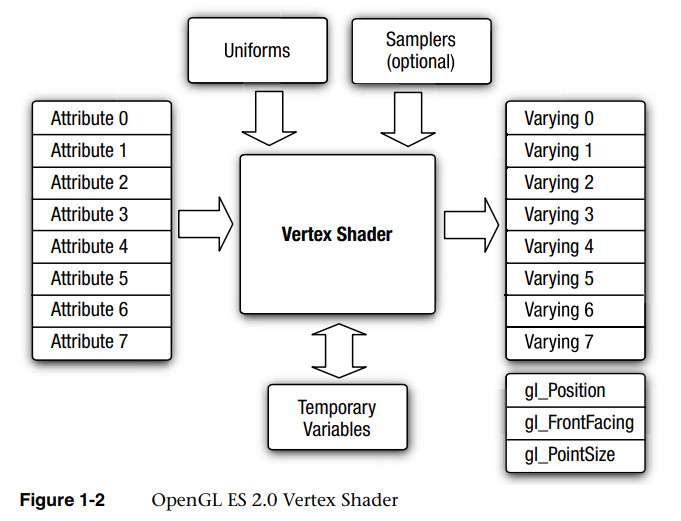 Uniforms
Samplers
(optional)
Attribute 0
Attribute 1
Attribute 2
Attribute 3
Attribute 4
Attribute 5
Attribute 6
Attribute 7
Vertex Shader
Varying 0
Varying 1
Varying 2
Varying 3
Varying 4
Varying 5
Varying 6
Varying 7
Temporary
Variables
gl_Position
gl_FrontFacing
gl_PointSize
Figure 1-2 OpenGL ES 2.0 Vertex Shader